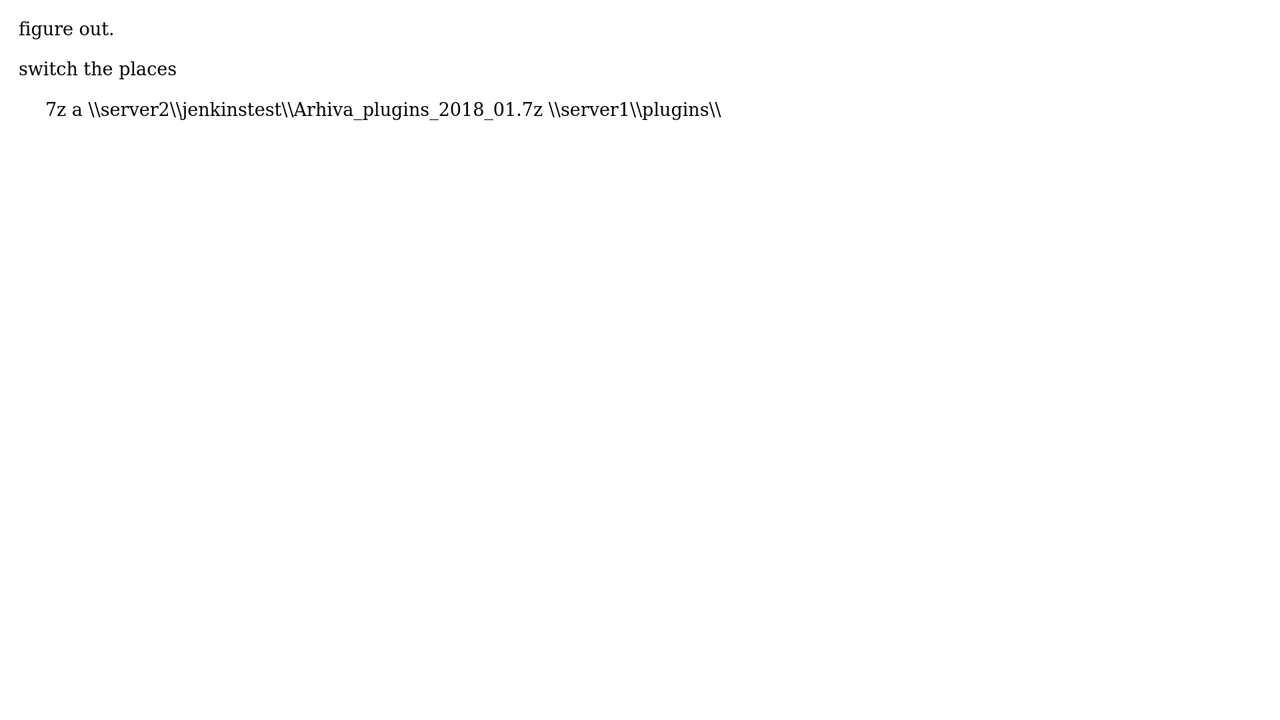 figure out.
switch the places
7z a \\server2\\jenkinstest\\Arhiva_plugins_2018_01.7z \\server1\\plugins\\